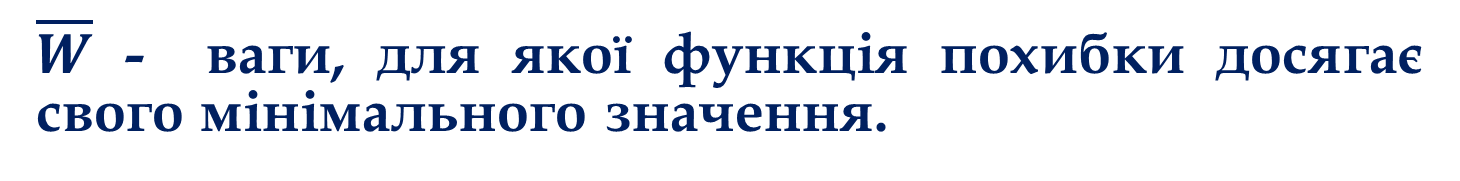 W̅ - ваги, для якої функція похибки досягає
свого мінімального значення.